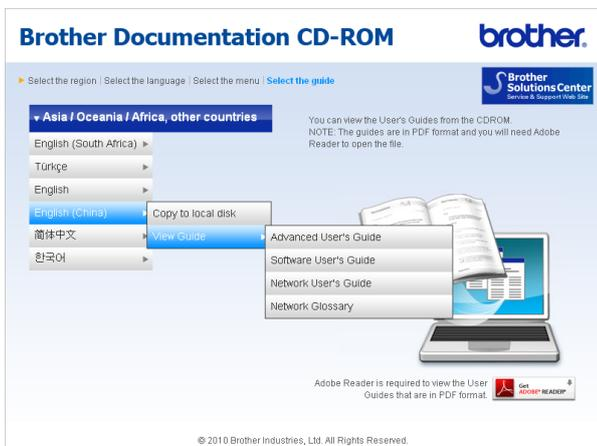 Brother Documentation CD-ROM
brother.
Select the region | Select the language | Select the menu | Select the guide
Brother
Solutions Center
Service & Support Web Site
Asia / Oceania / Africa, other countries
You can view the User's Guides from the CDROM.
NOTE: The guides are in PDF format and you will need Adobe
Reader to open the file.
English (South Africa)
Türkçe
English
English (China)
Copy to local disk
简体中文
View Guide
Advanced User's Guide
한국어
Software User's Guide
Network User's Guide
Network Glossary
Adobe Reader is required to view the User
Guides that are in PDF format.
Get
ADOBE® READER®
© 2010 Brother Industries, Ltd. All Rights Reserved.